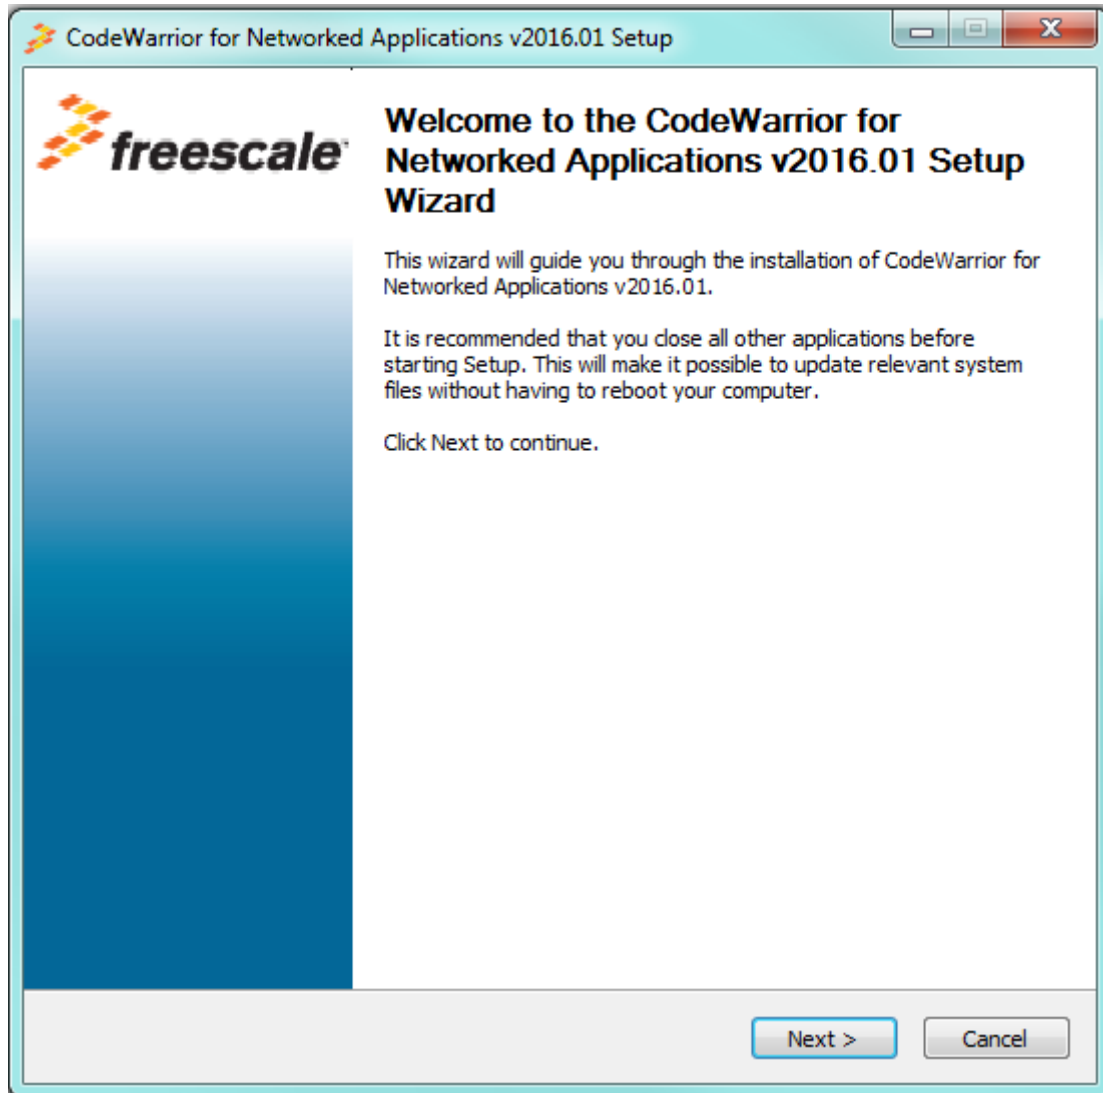 CodeWarrior for Networked Applications v2016.01 Setup
freescale
Welcome to the CodeWarrior for
Networked Applications v2016.01 Setup
Wizard
This wizard will guide you through the installation of CodeWarrior for
Networked Applications v2016.01.
It is recommended that you close all other applications before
starting Setup. This will make it possible to update relevant system
files without having to reboot your computer.
Click Next to continue.
Next >
Cancel